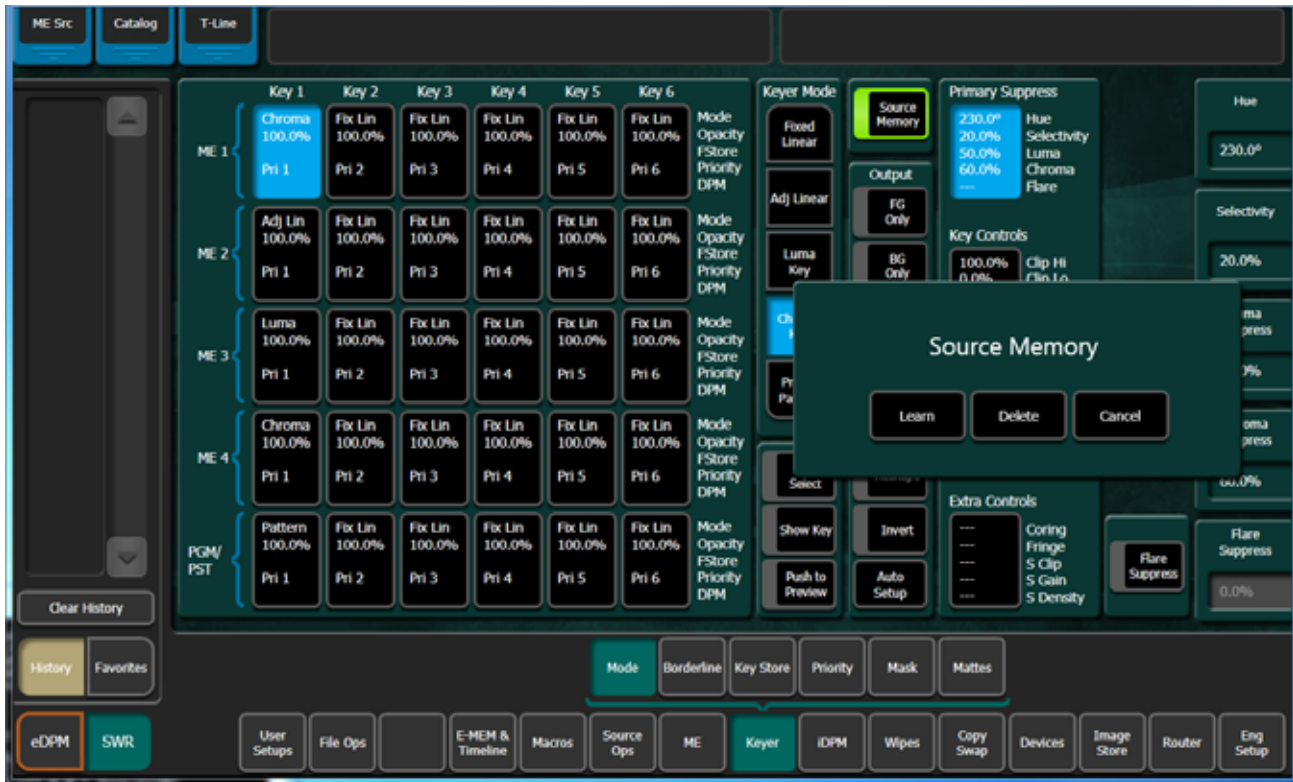 ME Src Catalog T-Line
Key 1 Key 2 Key 3 Key 4 Key 5 Key 6
ME 1
Chroma Fix Lin Fix Lin Fix Lin Fix Lin Fix Lin Mode
100.0% 100.0% 100.0% 100.0% 100.0% 100.0% Opacity
FStore
Pri 1 Pri 2 Pri 3 Pri 4 Pri 5 Pri 6 Priority
DPM
ME 2
Adj Lin Fix Lin Fix Lin Fix Lin Fix Lin Fix Lin Mode
100.0% 100.0% 100.0% 100.0% 100.0% 100.0% Opacity
FStore
Pri 1 Pri 2 Pri 3 Pri 4 Pri 5 Pri 6 Priority
DPM
ME 3
Luma Fix Lin Fix Lin Fix Lin Fix Lin Fix Lin Mode
100.0% 100.0% 100.0% 100.0% 100.0% 100.0% Opacity
FStore
Pri 1 Pri 2 Pri 3 Pri 4 Pri 5 Pri 6 Priority
DPM
ME 4
Chroma Fix Lin Fix Lin Fix Lin Fix Lin Fix Lin Mode
100.0% 100.0% 100.0% 100.0% 100.0% 100.0% Opacity
FStore
Pri 1 Pri 2 Pri 3 Pri 4 Pri 5 Pri 6 Priority
DPM
PGM/
PST
Pattern Fix Lin Fix Lin Fix Lin Fix Lin Fix Lin Mode
100.0% 100.0% 100.0% 100.0% 100.0% 100.0% Opacity
FStore
Pri 1 Pri 2 Pri 3 Pri 4 Pri 5 Pri 6 Priority
DPM
Keyer Mode
Fixed
Linear
Adj Linear
Luma
Key
Select
Show Key
Push to
Preview
Source
Memory
Output
FG
Only
BG
Only
Invert
Auto
Setup
Primary Suppress
230.0° Hue
20.0% Selectivity
50.0% Luma
60.0% Chroma
--- Flare
Key Controls
100.0% Clip Hi
0.0% Clip Lo
Source Memory
Learn Delete Cancel
Extra Controls
--- Coring
--- Fringe
--- S Clip
--- S Gain
--- S Density
Flare
Suppress
Hue
230.0°
Selectivity
20.0%
60.0%
Flare
Suppress
0.0%
Clear History
History Favorites
Mode Borderline Key Store Priority Mask Mattes
eDPM SWR
User
Setups
File Ops
E-MEM &
Timeline
Macros
Source
Ops
ME
Keyer
iDPM
Wipes
Copy
Swap
Devices
Image
Store
Router
Eng
Setup